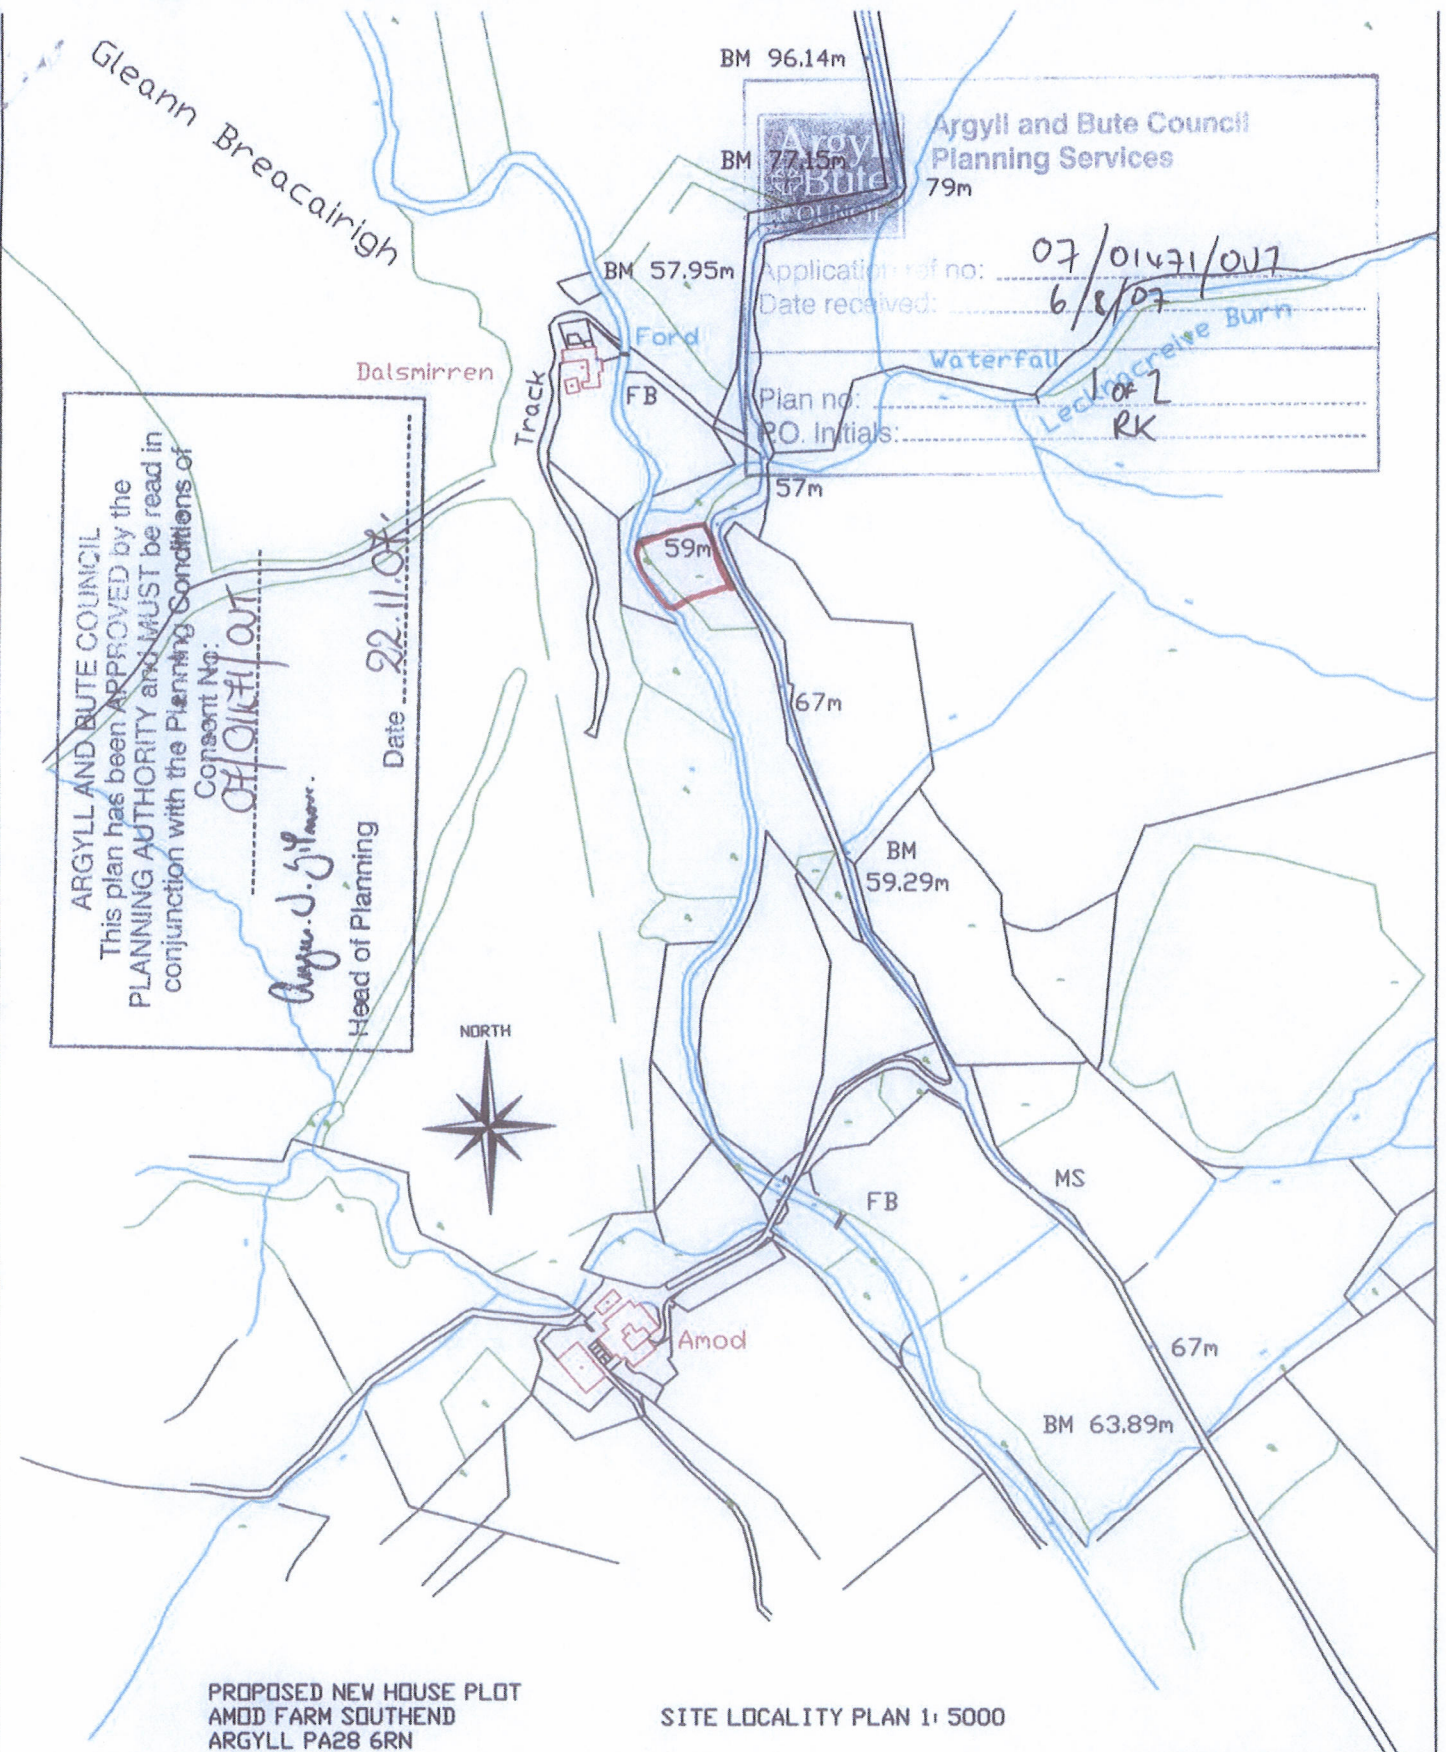 Gleann Breacairigh
BM 96.14m
Argyll
Bute
COUNCIL
Argyll and Bute Council
Planning Services
BM 77.15m
79m
Application ref no: 07/01471/OUT
Date received: 6/8/07
BM 57.95m
Ford
Dalsmirren
Track
FB
Waterfall
Lecknacreive Burn
Plan no: 1 OF 2
P.O. Initials: RK
57m
59m
ARGYLL AND BUTE COUNCIL
This plan has been APPROVED by the
PLANNING AUTHORITY and MUST be read in
conjunction with the Planning Conditions of
Consent No:
07/01471/OUT
Head of Planning
Date 22.11.07.
67m
BM
59.29m
NORTH
MS
FB
Amod
67m
BM 63.89m
PROPOSED NEW HOUSE PLOT
AMOD FARM SOUTHEND
ARGYLL PA28 6RN
SITE LOCALITY PLAN 1: 5000